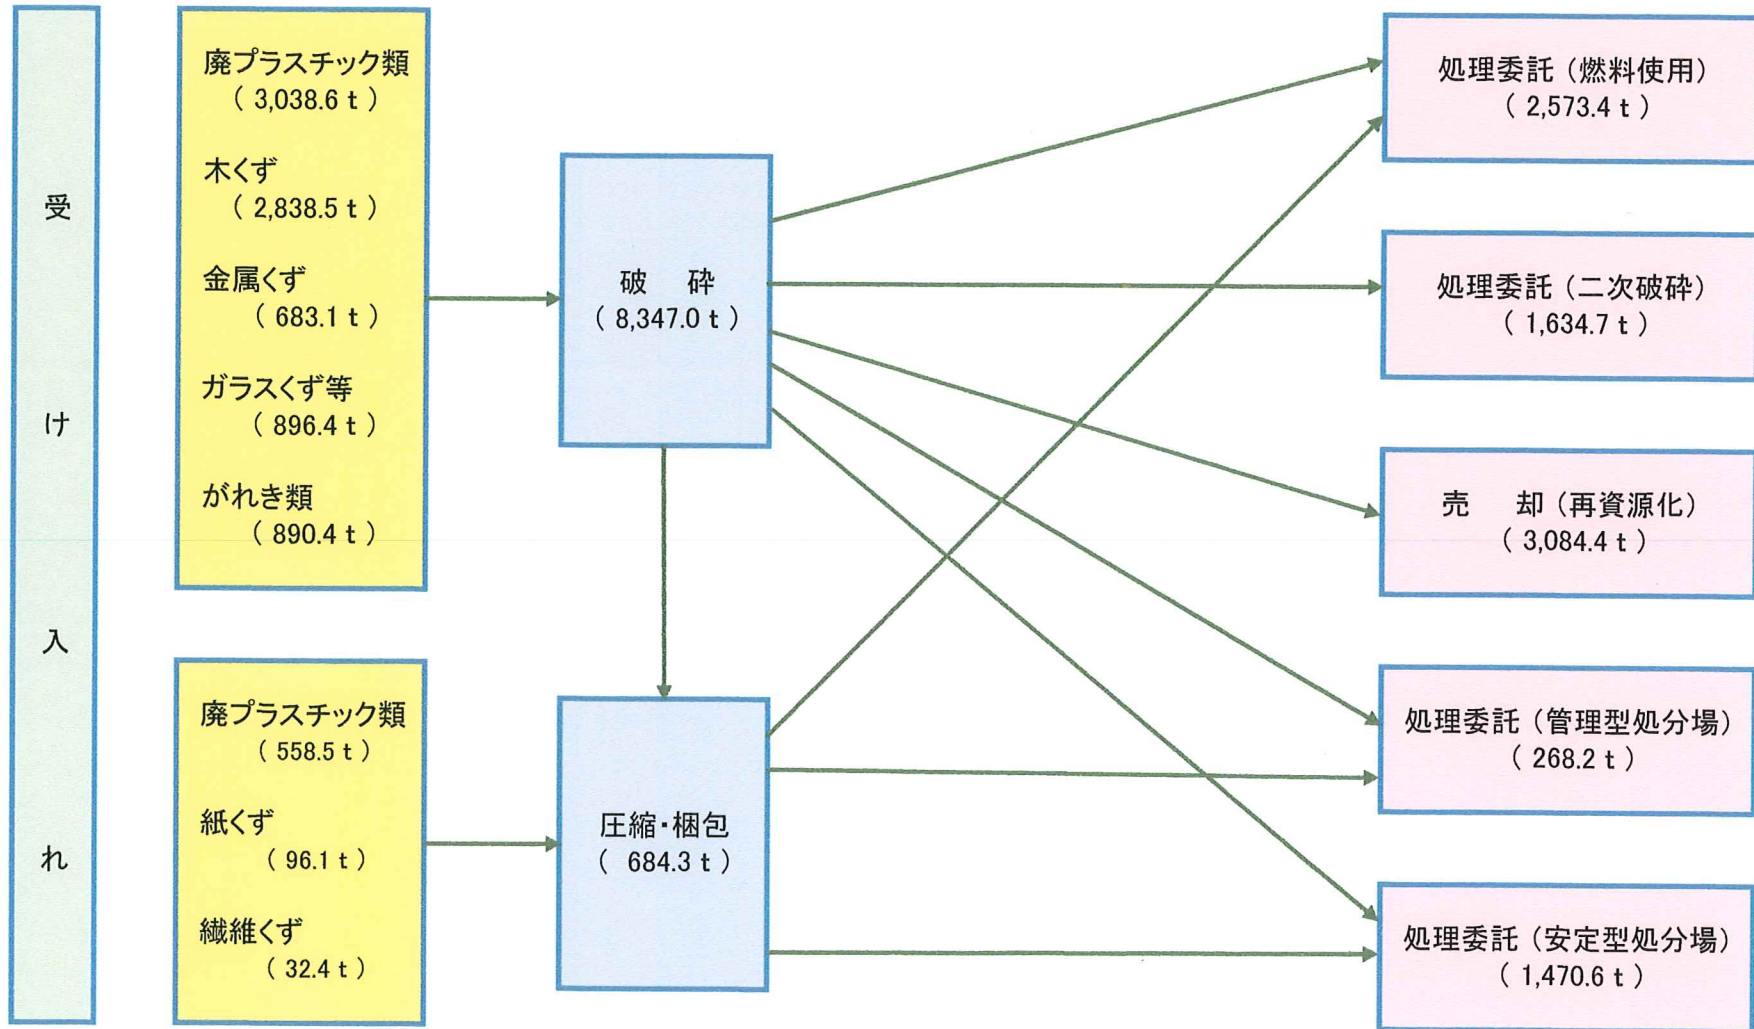 受け入れ
廃プラスチック類
( 3,038.6 t )
木くず
( 2,838.5 t )
金属くず
( 683.1 t )
ガラスくず等
( 896.4 t )
がれき類
( 890.4 t )
廃プラスチック類
( 558.5 t )
紙くず
( 96.1 t )
繊維くず
( 32.4 t )
破　砕
( 8,347.0 t )
圧縮・梱包
( 684.3 t )
処理委託 (燃料使用)
( 2,573.4 t )
処理委託 (二次破砕)
( 1,634.7 t )
売　却 (再資源化)
( 3,084.4 t )
処理委託 (管理型処分場)
( 268.2 t )
処理委託 (安定型処分場)
( 1,470.6 t )